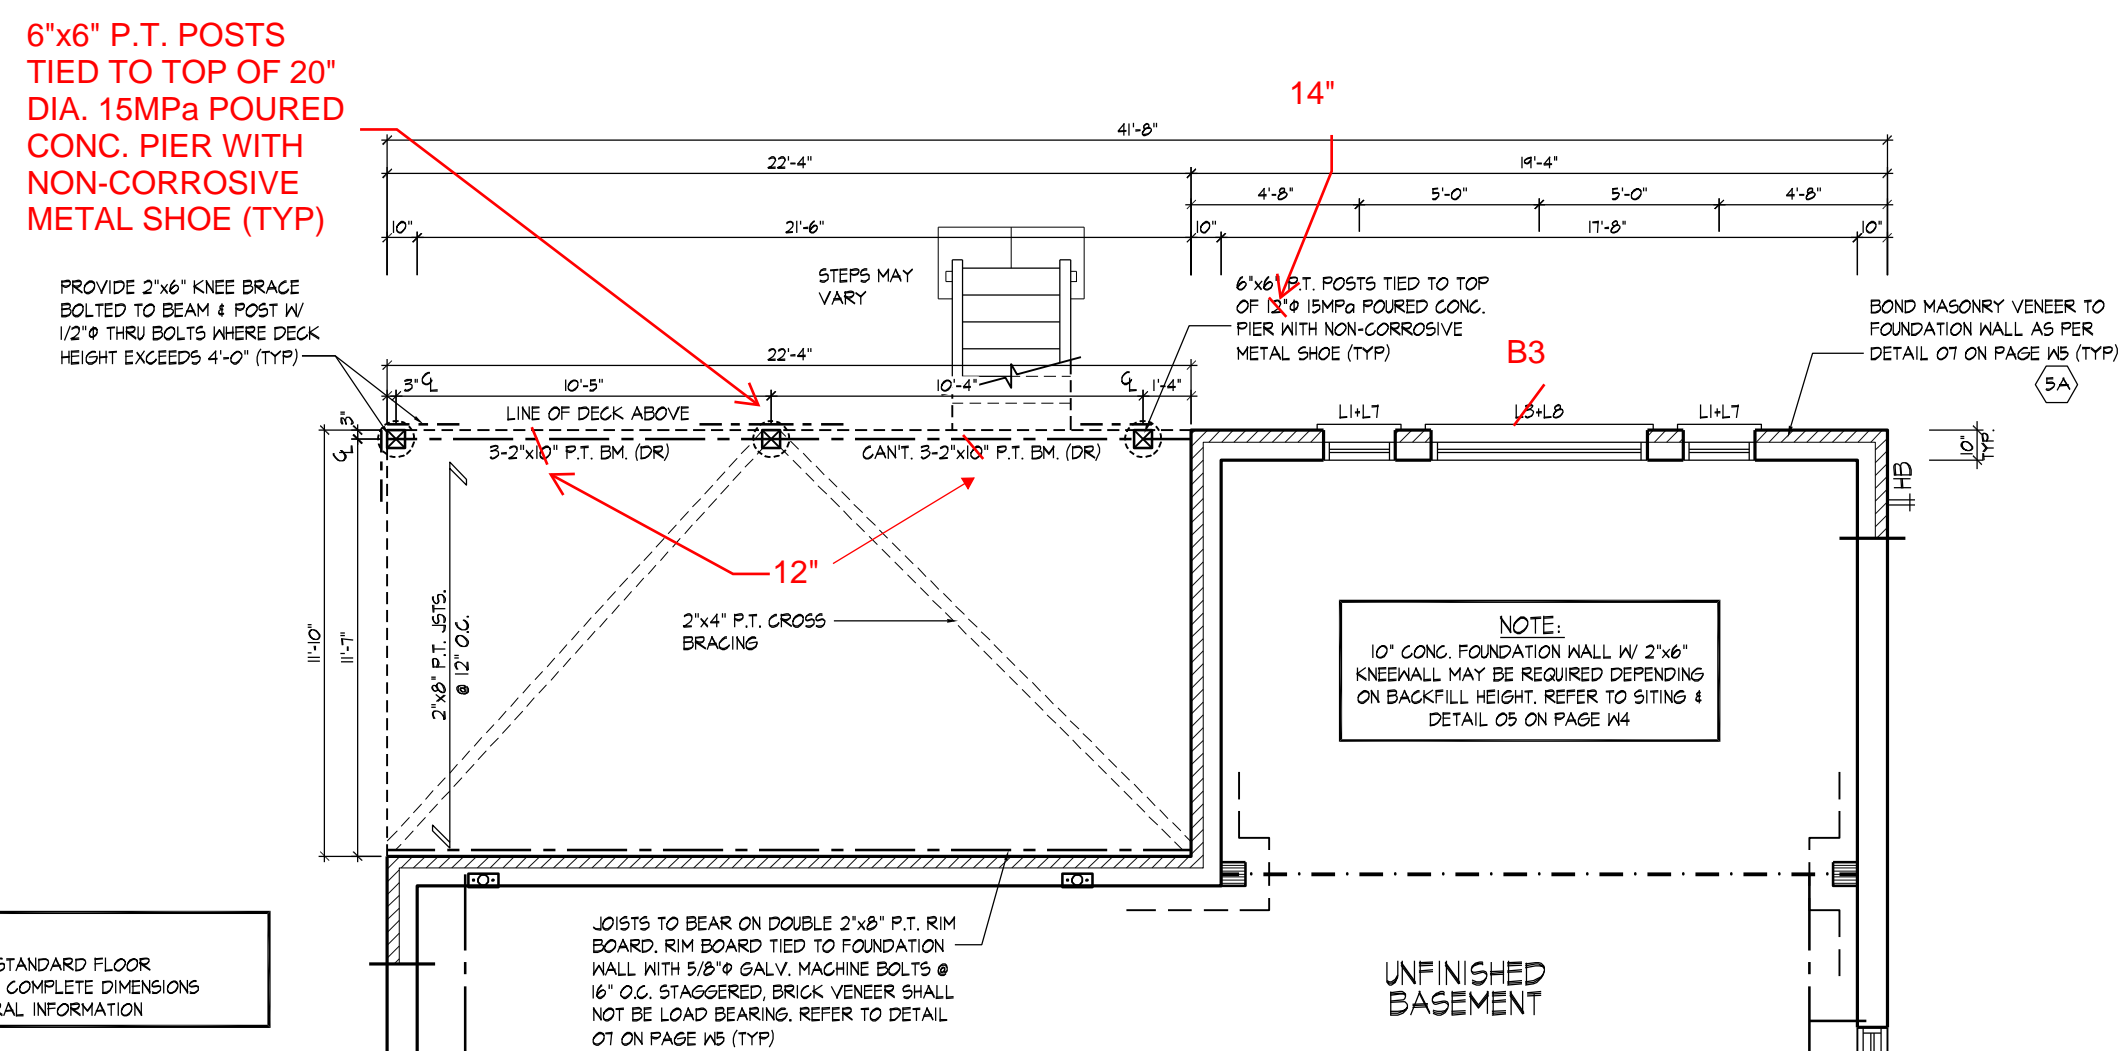 6"x6" P.T. POSTS
TIED TO TOP OF 20"
DIA. 15MPa POURED
CONC. PIER WITH
NON-CORROSIVE
METAL SHOE (TYP)
14"
41'-8"
22'-4"
19'-4"
4'-8"
5'-0"
5'-0"
4'-8"
10"
21'-6"
10"
17'-8"
10"
PROVIDE 2"x6" KNEE BRACE
BOLTED TO BEAM & POST W/
1/2"Φ THRU BOLTS WHERE DECK
HEIGHT EXCEEDS 4'-0" (TYP)
STEPS MAY
VARY
6"x6" P.T. POSTS TIED TO TOP
OF 12"Φ 15MPa POURED CONC.
PIER WITH NON-CORROSIVE
METAL SHOE (TYP)
BOND MASONRY VENEER TO
FOUNDATION WALL AS PER
DETAIL 07 ON PAGE W5 (TYP)
5A
B3
22'-4"
3" ℄
10'-5"
10'-4"
℄ 1'-4"
3"
℄
LINE OF DECK ABOVE
L1+L7
L3+L8
L1+L7
3-2"x10" P.T. BM. (DR)
CAN'T. 3-2"x10" P.T. BM. (DR)
10"
TYP.
HB
12"
2"x8" P.T. JSTS.
@ 12" O.C.
11'-10"
11'-7"
2"x4" P.T. CROSS
BRACING
NOTE:
10" CONC. FOUNDATION WALL W/ 2"x6"
KNEEWALL MAY BE REQUIRED DEPENDING
ON BACKFILL HEIGHT. REFER TO SITING &
DETAIL 05 ON PAGE W4
JOISTS TO BEAR ON DOUBLE 2"x8" P.T. RIM
BOARD. RIM BOARD TIED TO FOUNDATION
WALL WITH 5/8"Φ GALV. MACHINE BOLTS @
16" O.C. STAGGERED, BRICK VENEER SHALL
NOT BE LOAD BEARING. REFER TO DETAIL
07 ON PAGE W5 (TYP)
STANDARD FLOOR
COMPLETE DIMENSIONS
RAL INFORMATION
UNFINISHED
BASEMENT